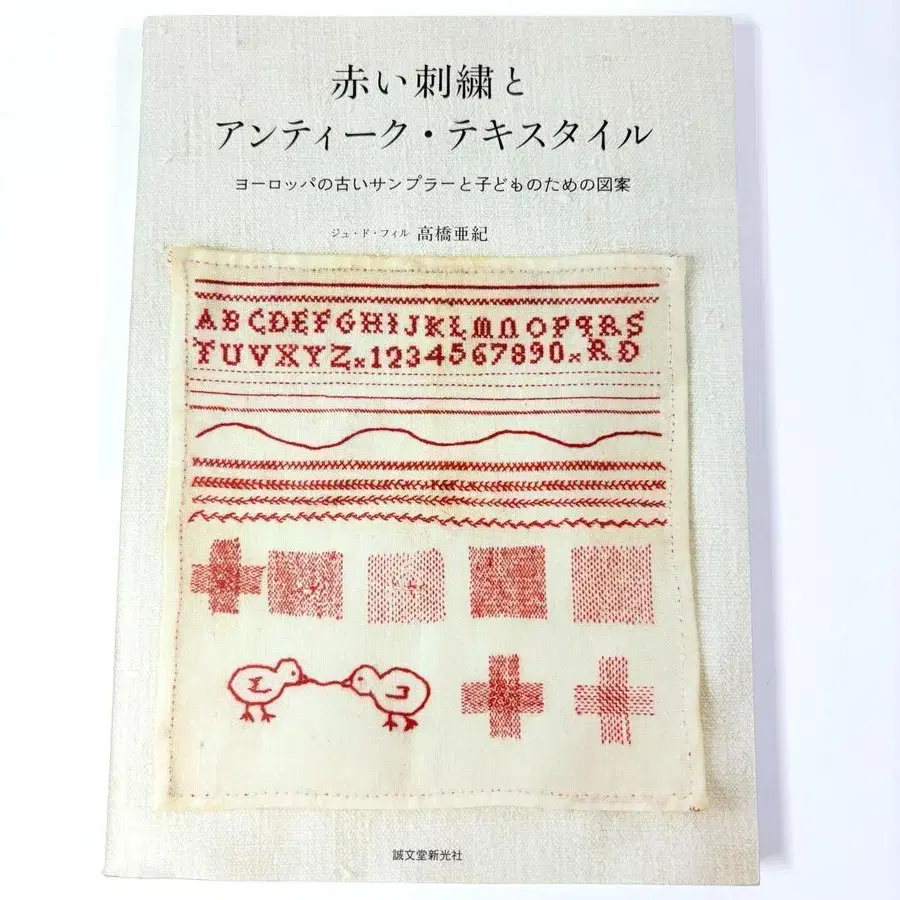 赤い刺繍と
アンティーク・テキスタイル
ヨーロッパの古いサンプラーと子どものための図案
ジュ・ド・フィル 高橋亜紀
ABCDEFGHIJKLMNOPQRS
TUVXYZx1234567890xRD
誠文堂新光社